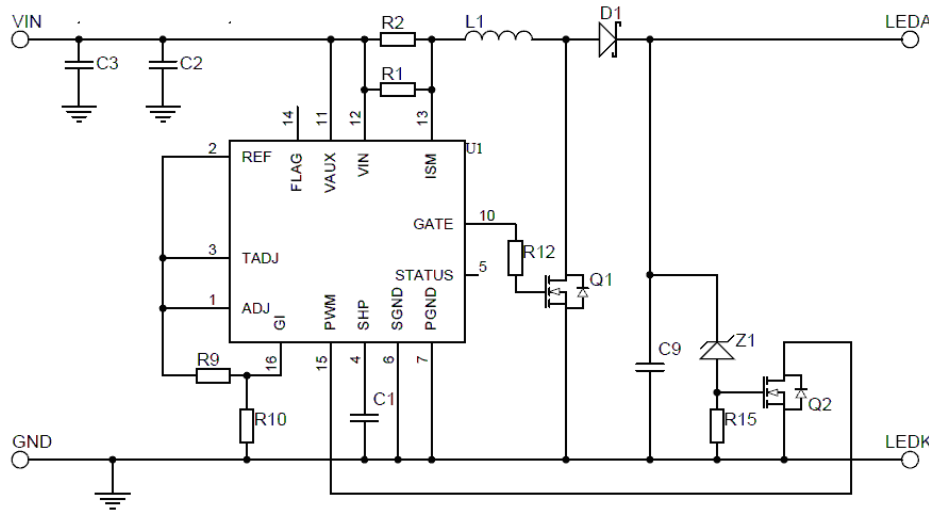 VIN
R2
L1
D1
LEDA
C3
C2
R1
14
11
12
13
U1
2
REF
FLAG
VAUX
VIN
ISM
GATE
10
3
TADJ
R12
STATUS
5
Q1
1
ADJ
GI
PWM
SHP
SGND
PGND
Z1
R9
16
15
4
6
7
C9
C1
Q2
R10
R15
GND
LEDK